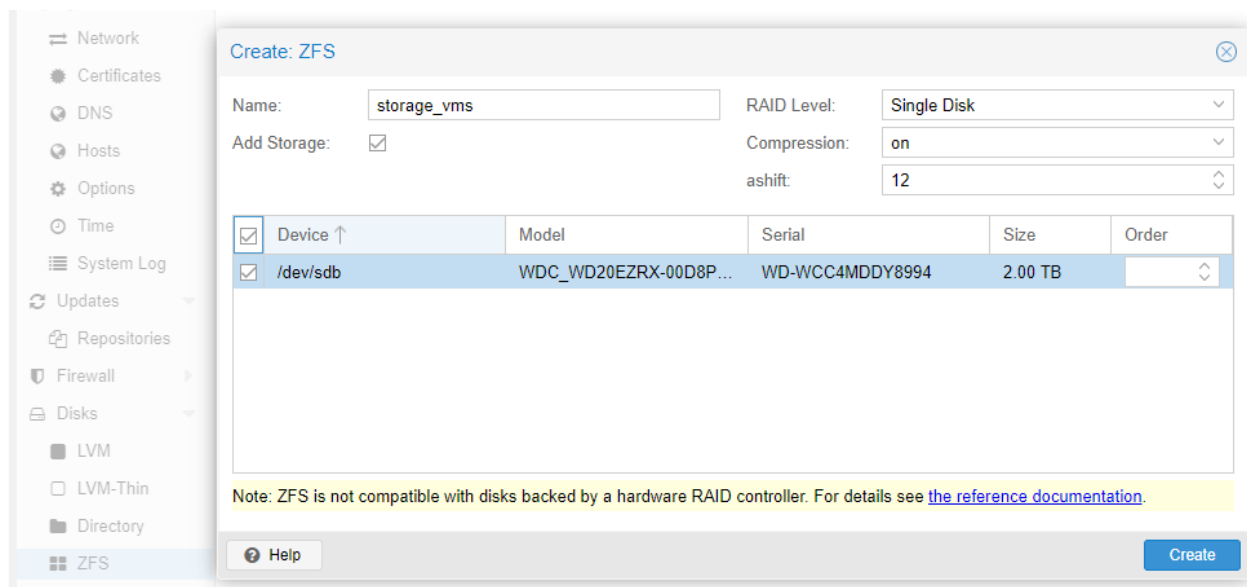 Network
Certificates
DNS
Hosts
Options
Time
System Log
Updates
Repositories
Firewall
Disks
LVM
LVM-Thin
Directory
ZFS
Create: ZFS
Name: storage_vms RAID Level: Single Disk
Add Storage: Compression: on
ashift: 12
Device Model Serial Size Order
/dev/sdb WDC_WD20EZRX-00D8P... WD-WCC4MDDY8994 2.00 TB
Note: ZFS is not compatible with disks backed by a hardware RAID controller. For details see the reference documentation.
Help Create